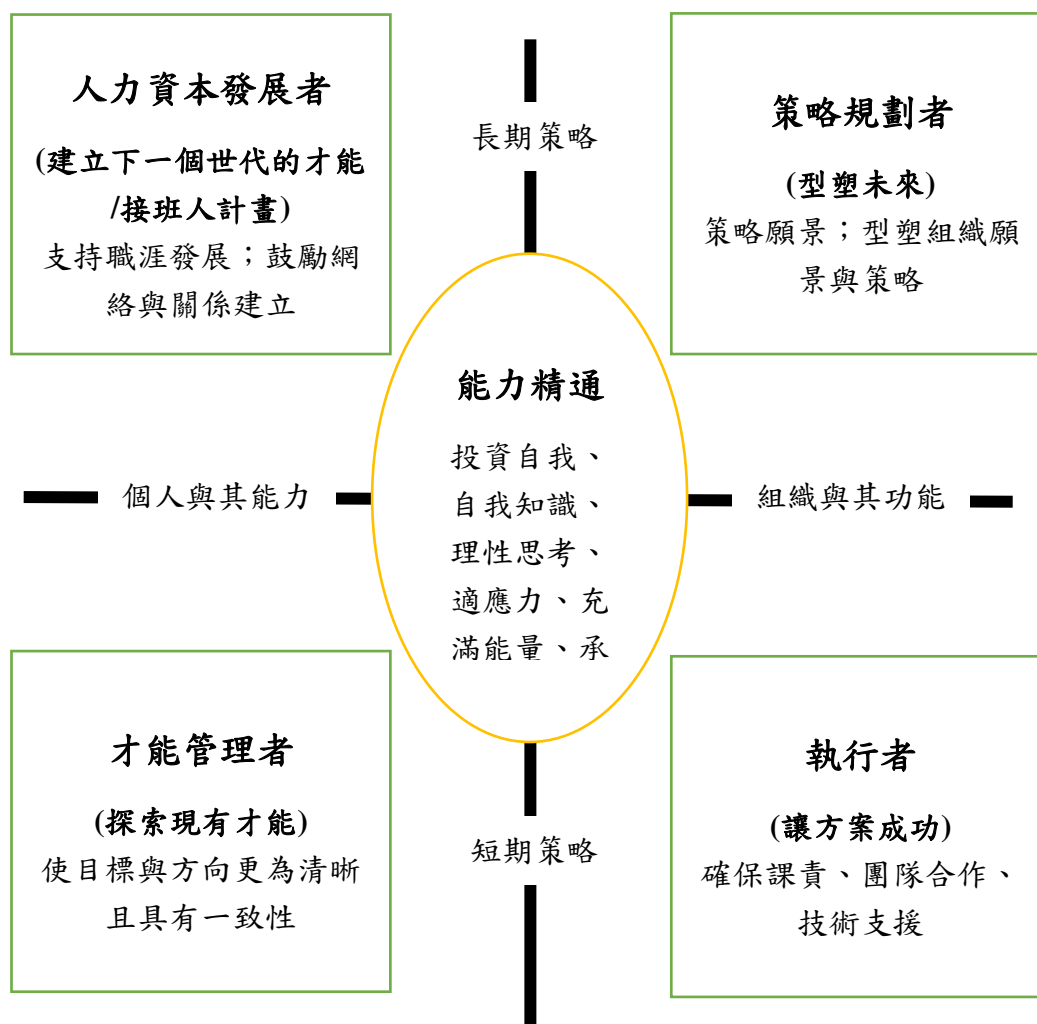 人力資本發展者
(建立下一個世代的才能
/接班人計畫)
支持職涯發展；鼓勵網
絡與關係建立
長期策略
策略規劃者
(型塑未來)
策略願景；型塑組織願
景與策略
能力精通
投資自我、
自我知識、
理性思考、
適應力、充
滿能量、承
個人與其能力
組織與其功能
才能管理者
(探索現有才能)
使目標與方向更為清晰
且具有一致性
短期策略
執行者
(讓方案成功)
確保課責、團隊合作、
技術支援